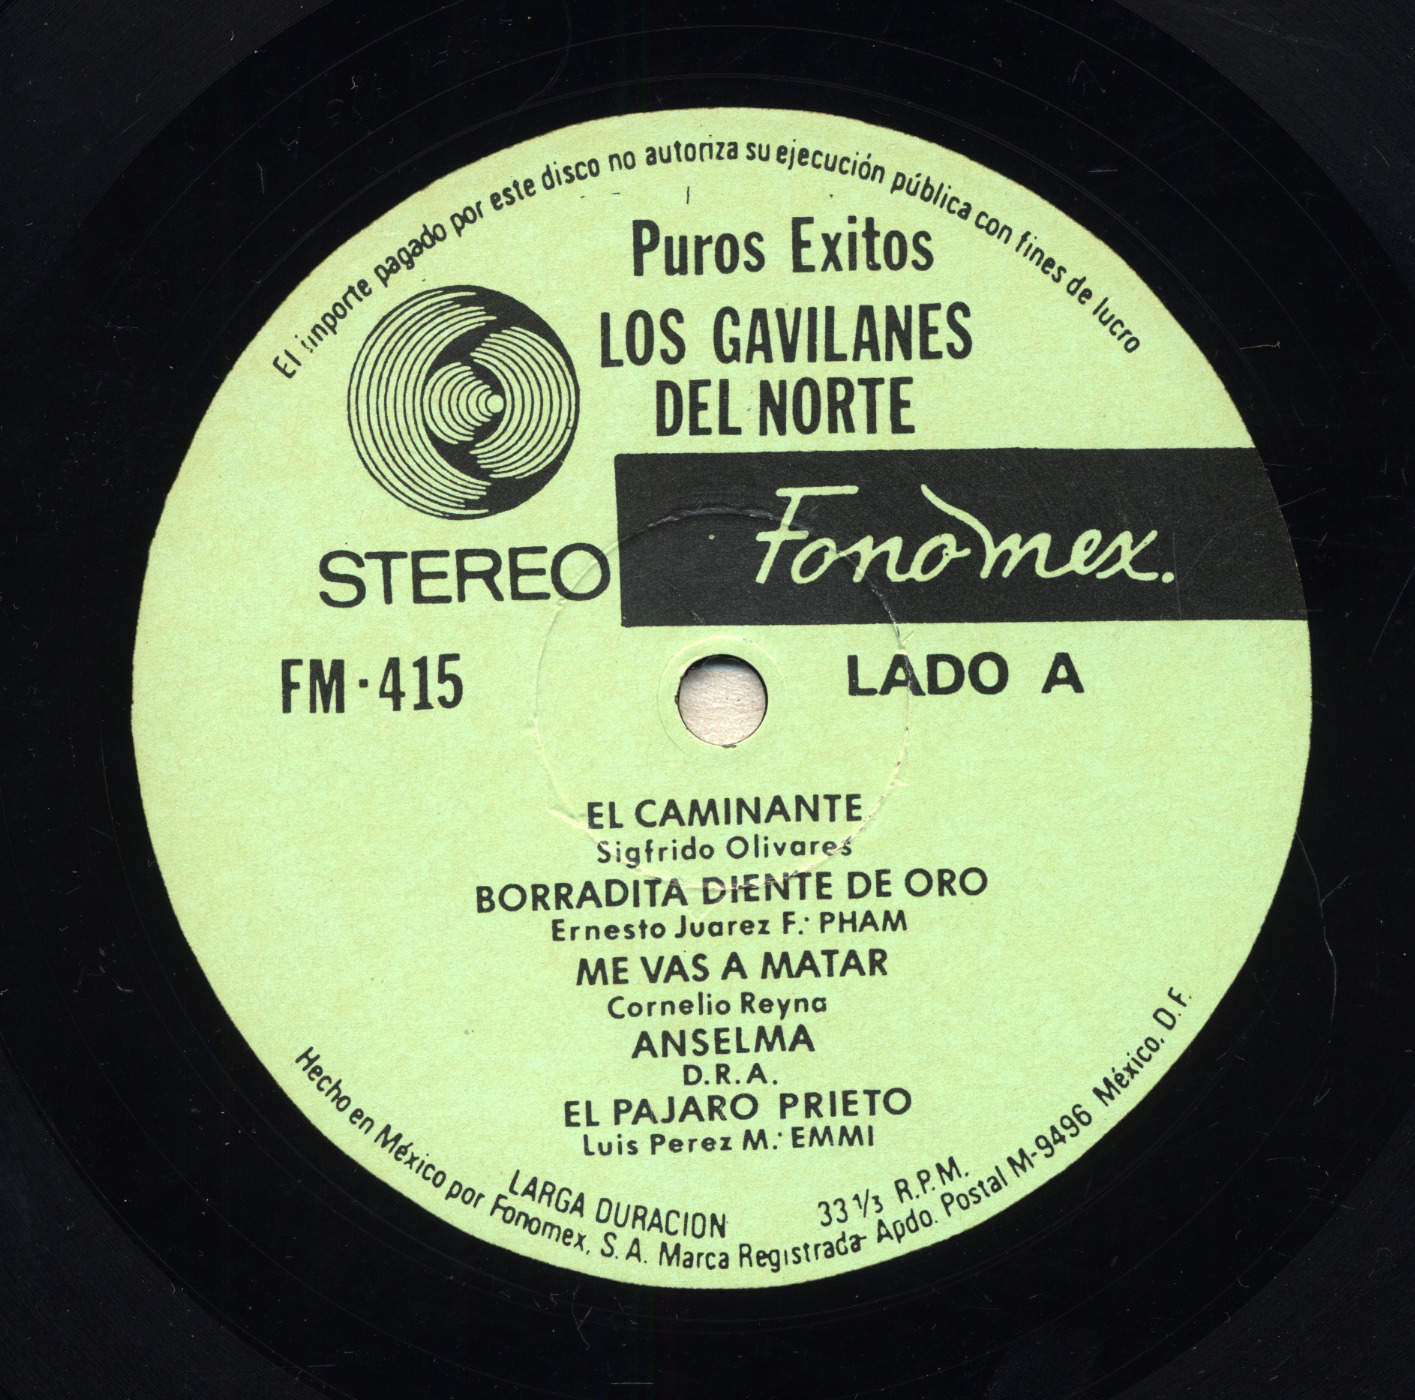 El importe pagado por este disco no autoriza su ejecución pública con fines de lucro
Puros Exitos
LOS GAVILANES
DEL NORTE
Fonomex.
STEREO
FM·415
LADO A
EL CAMINANTE
Sigfrido Olivares
BORRADITA DIENTE DE ORO
Ernesto Juarez F.· PHAM
ME VAS A MATAR
Cornelio Reyna
ANSELMA
D.R.A.
EL PAJARO PRIETO
Luis Perez M.· EMMI
LARGA DURACION
33 1/3 R.P.M.
Hecho en México por Fonomex, S.A. Marca Registrada- Apdo. Postal M-9496 México, D.F.